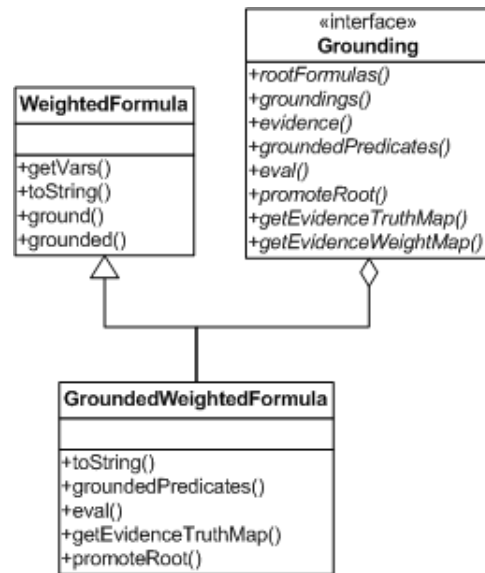 «interface»
Grounding
+rootFormulas()
+groundings()
+evidence()
+groundedPredicates()
+eval()
+promoteRoot()
+getEvidenceTruthMap()
+getEvidenceWeightMap()
WeightedFormula
+getVars()
+toString()
+ground()
+grounded()
GroundedWeightedFormula
+toString()
+groundedPredicates()
+eval()
+getEvidenceTruthMap()
+promoteRoot()